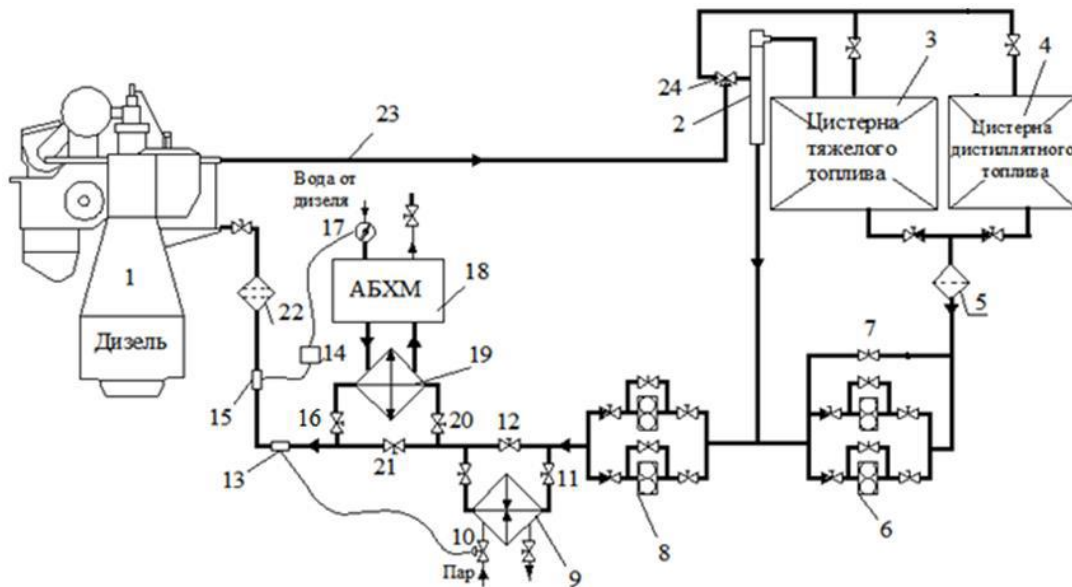 3
4
24
2
Цистерна
тяжелого
топлива
Цистерна
дистиллятного
топлива
23
Вода от
дизеля
17
1
АБХМ
18
5
22
Дизель
14
19
7
15
16
20
12
21
13
11
10
8
6
9
Пар